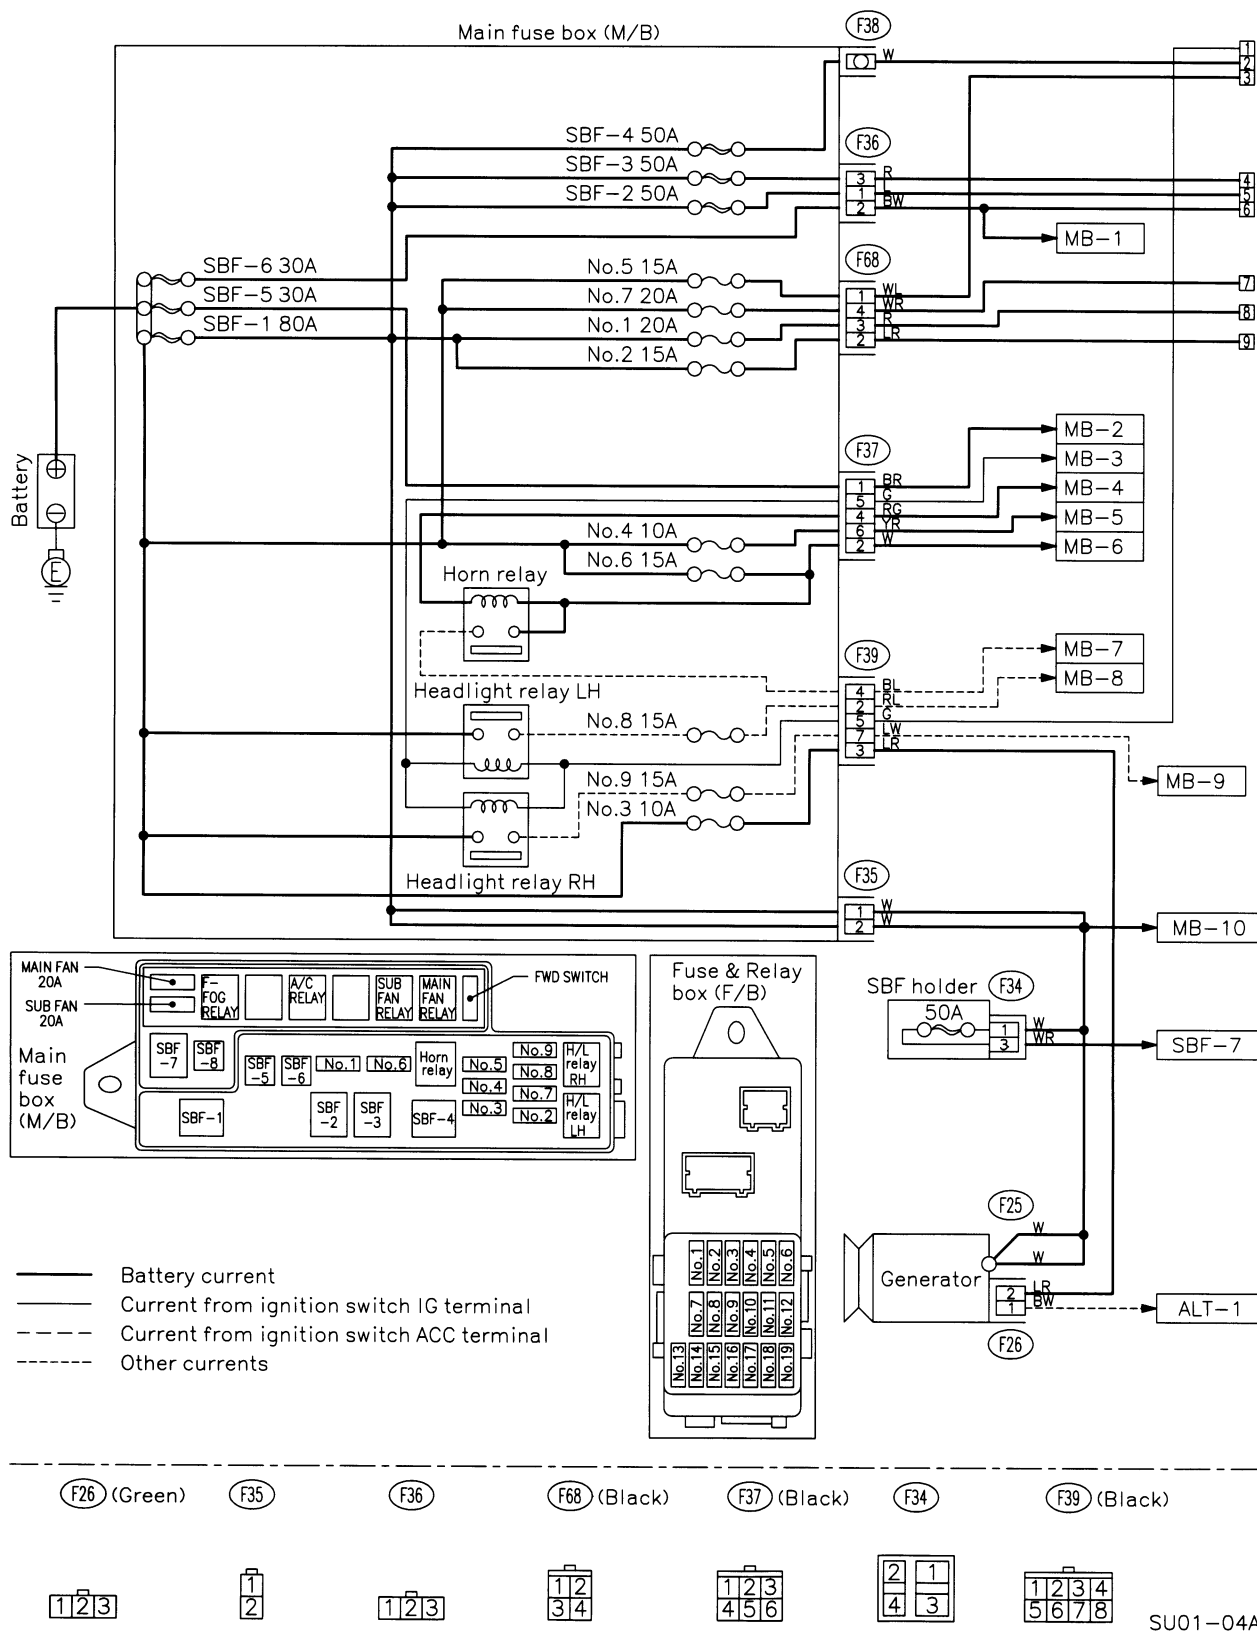 Main fuse box (M/B)
F38
W
1
2
3
SBF-4 50A
F36
SBF-3 50A
3 R
4
SBF-2 50A
1 L
5
2 BW
6
MB-1
SBF-6 30A
No.5 15A
F68
SBF-5 30A
No.7 20A
1 WL
7
SBF-1 80A
No.1 20A
4 WR
3 R
8
No.2 15A
2 LR
9
Battery
E
MB-2
F37
MB-3
1 BR
5 G
MB-4
4 RG
MB-5
No.4 10A
6 YR
2 W
MB-6
No.6 15A
Horn relay
F39
MB-7
MB-8
Headlight relay LH
4 BL
2 RL
No.8 15A
5 G
7 LW
3 LR
No.9 15A
MB-9
No.3 10A
Headlight relay RH
F35
1 W
2 W
MB-10
MAIN FAN
20A
SUB FAN
20A
F-
FOG
RELAY
A/C
RELAY
SUB
FAN
RELAY
MAIN
FAN
RELAY
FWD SWITCH
Main
fuse
box
(M/B)
SBF
-7
SBF
-8
SBF
-5
SBF
-6
No.1
No.6
Horn
relay
No.5
No.4
No.3
No.9
No.8
No.7
No.2
H/L
relay
RH
H/L
relay
LH
SBF-1
SBF
-2
SBF
-3
SBF-4
Fuse & Relay
box (F/B)
No.1
No.2
No.3
No.4
No.5
No.6
No.7
No.8
No.9
No.10
No.11
No.12
No.13
No.14
No.15
No.16
No.17
No.18
No.19
SBF holder
F34
50A
1 W
3 WR
SBF-7
F25
W
W
Generator
2 LR
1 BW
ALT-1
F26
Battery current
Current from ignition switch IG terminal
Current from ignition switch ACC terminal
Other currents
F26 (Green)
F35
F36
F68 (Black)
F37 (Black)
F34
F39 (Black)
1 2 3
1
2
1 2 3
1 2
3 4
1 2 3
4 5 6
2 1
4 3
1 2 3 4
5 6 7 8
SU01-04A